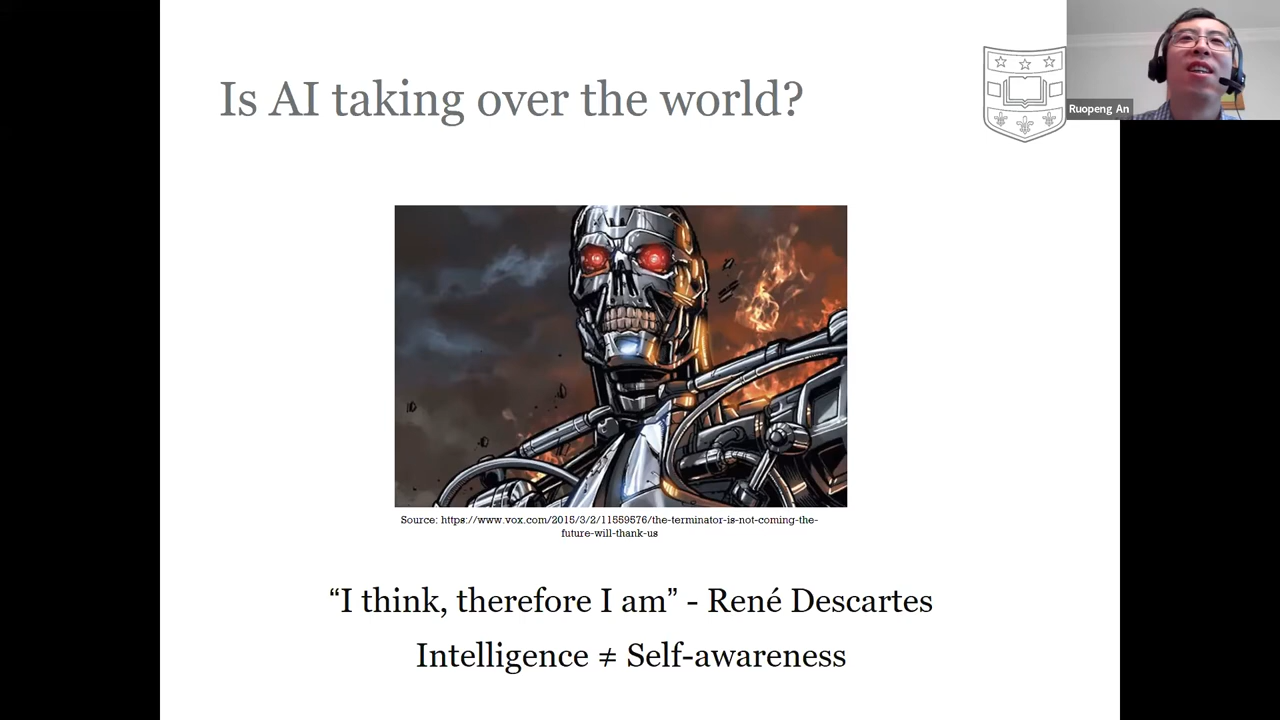 Is AI taking over the world?
Ruopeng An
Source: https://www.vox.com/2015/3/2/11559576/the-terminator-is-not-coming-the-
future-will-thank-us
“I think, therefore I am” - René Descartes
Intelligence ≠ Self-awareness